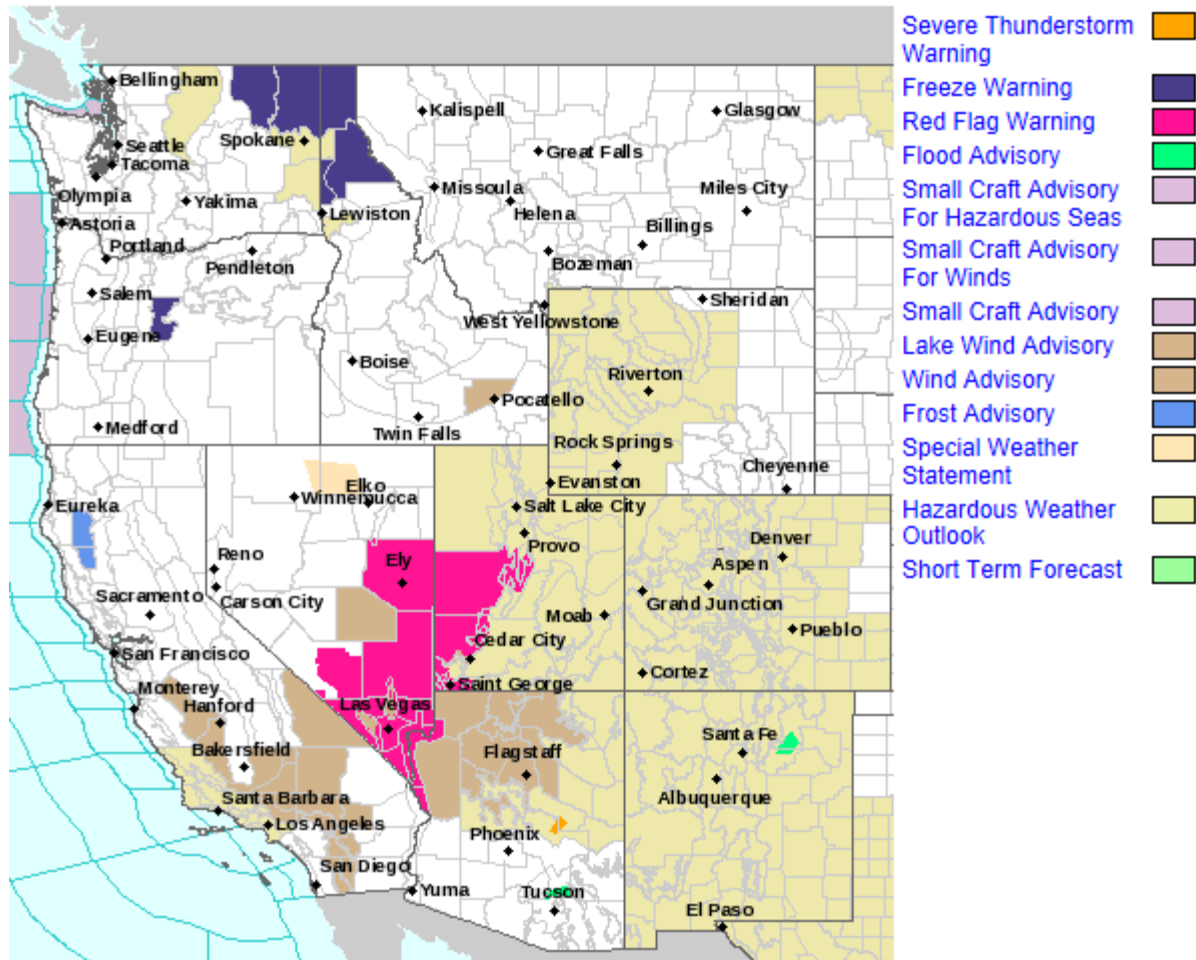 Bellingham
Seattle
Tacoma
Olympia
Spokane
Yakima
Lewiston
Astoria
Portland
Pendleton
Salem
Eugene
Medford
Kalispell
Glasgow
Great Falls
Missoula
Helena
Miles City
Billings
Bozeman
West Yellowstone
Sheridan
Boise
Pocatello
Twin Falls
Riverton
Rock Springs
Evanston
Cheyenne
Eureka
Elko
Winnemucca
Salt Lake City
Provo
Reno
Carson City
Ely
Sacramento
San Francisco
Moab
Cedar City
Saint George
Denver
Aspen
Grand Junction
Pueblo
Cortez
Monterey
Hanford
Bakersfield
Las Vegas
Flagstaff
Santa Fe
Albuquerque
Santa Barbara
Los Angeles
San Diego
Phoenix
Yuma
Tucson
El Paso
Severe Thunderstorm
Warning
Freeze Warning
Red Flag Warning
Flood Advisory
Small Craft Advisory
For Hazardous Seas
Small Craft Advisory
For Winds
Small Craft Advisory
Lake Wind Advisory
Wind Advisory
Frost Advisory
Special Weather
Statement
Hazardous Weather
Outlook
Short Term Forecast